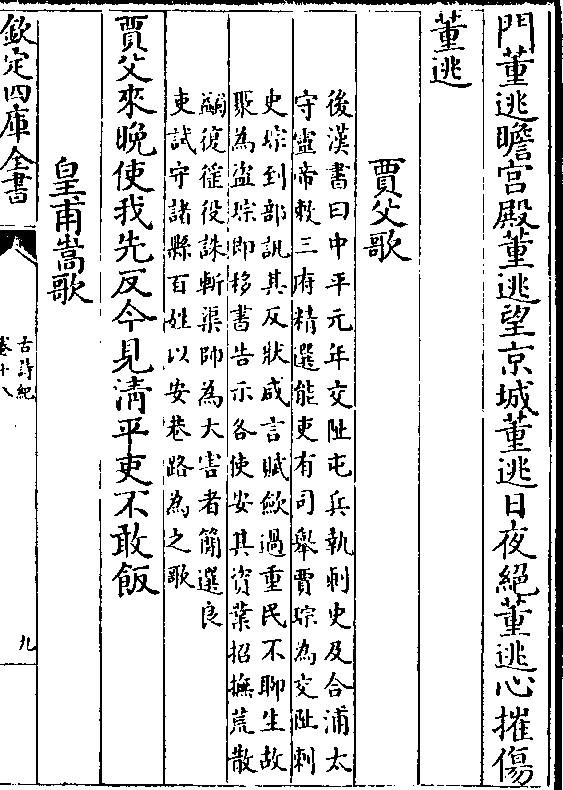 門董逃瞻宫殿董逃望京城董逃日夜絕董逃心摧傷
董逃
賈父歌
後漢書曰中平元年交阯屯兵執刺史及合浦太
守靈帝敕三府精選能吏有司舉賈琮為交阯刺
史琮到部訊其反狀咸言賦歛過重民不聊生故
聚為盗琮即移書告示各使安其資業招撫荒散
蠲復徭役誅斬渠帥為大害者簡選良
吏試守諸縣百姓以安巷路為之歌
賈父來晚使我先反今見清平吏不敢飯
皇甫嵩歌
欽定四庫全書
古詩紀
卷十八
九